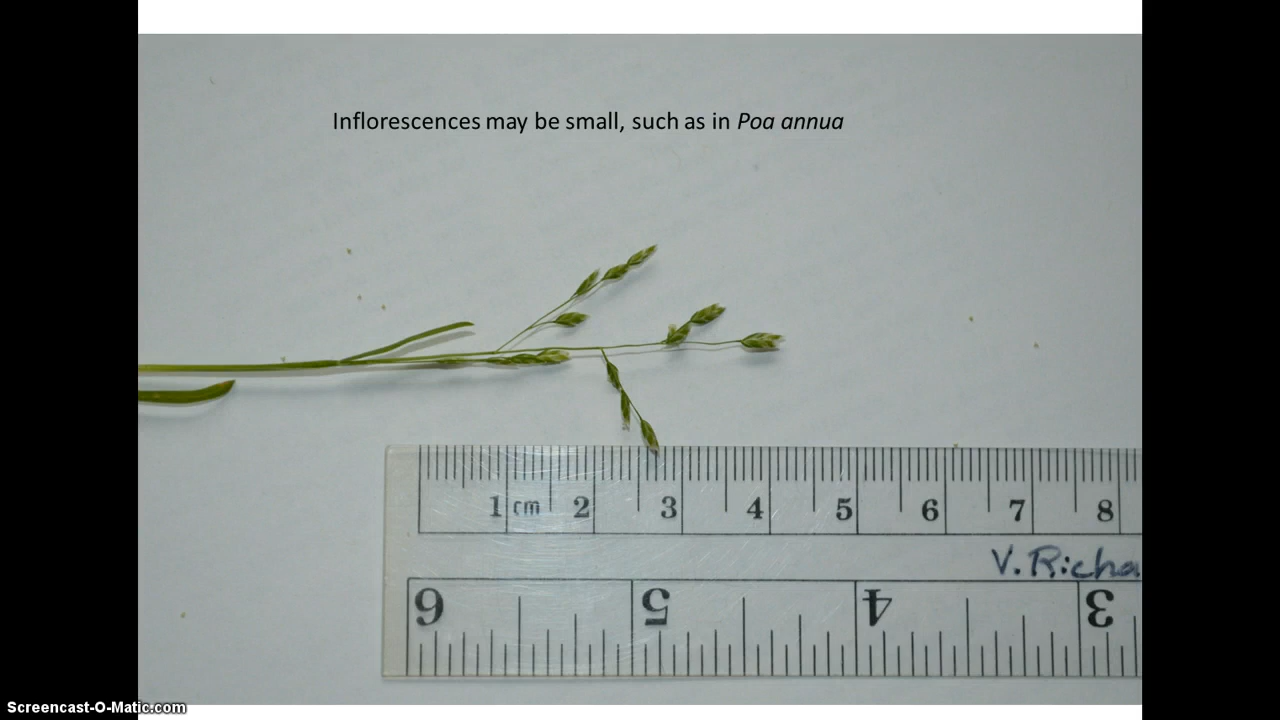 Inflorescences may be small, such as in Poa annua
1 cm 2 3 4 5 6 7 8
V. Richa
6 5 4 3
Screencast-O-Matic.com